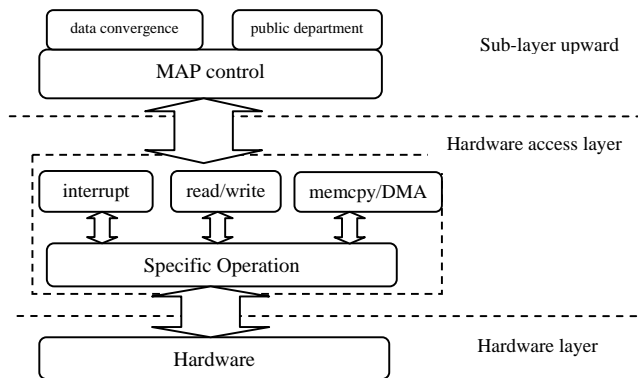 data convergence
public department
MAP control
Sub-layer upward
Hardware access layer
interrupt
read/write
memcpy/DMA
Specific Operation
Hardware
Hardware layer